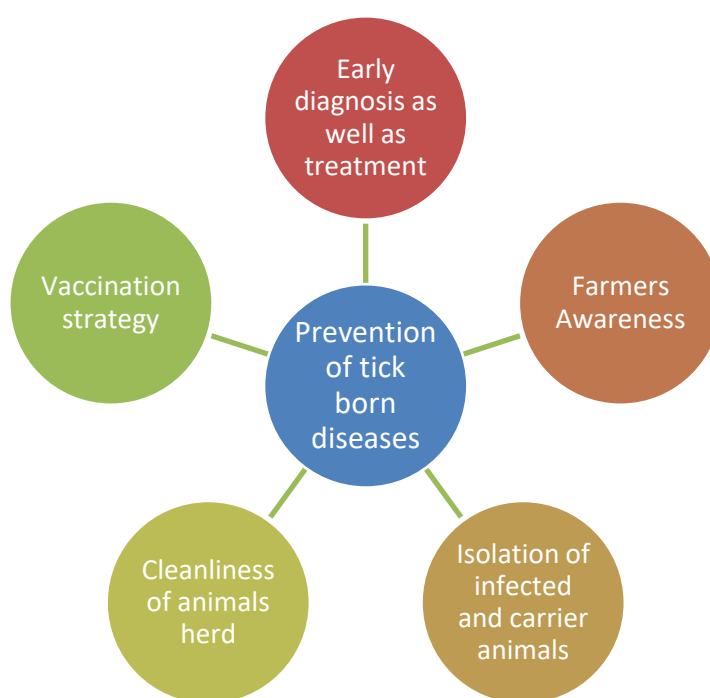 Early
diagnosis as
well as
treatment
Vaccination
strategy
Farmers
Awareness
Prevention
of tick
born
diseases
Cleanliness
of animals
herd
Isolation of
infected
and carrier
animals